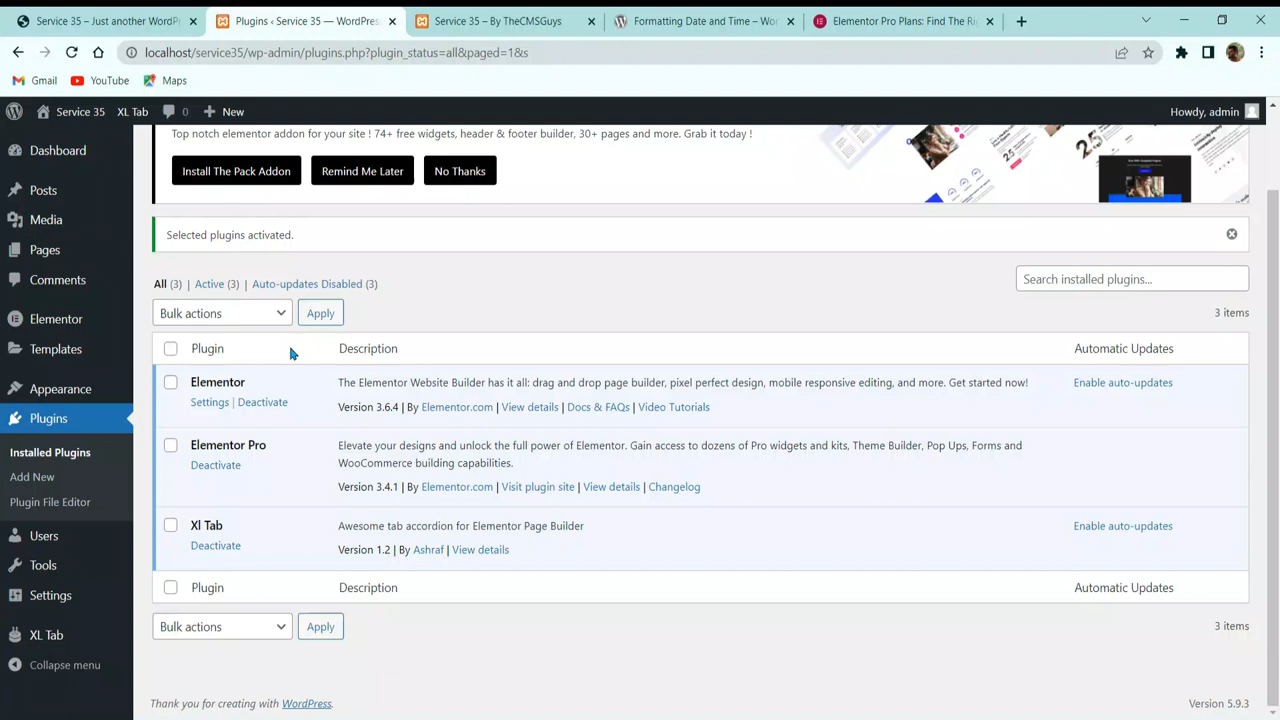 Service 35 – Just another WordPr
Plugins ‹ Service 35 — WordPress
Service 35 – By TheCMSGuys
Formatting Date and Time – Wor
Elementor Pro Plans: Find The Ri
localhost/service35/wp-admin/plugins.php?plugin_status=all&paged=1&s
Gmail
YouTube
Maps
Service 35
XL Tab
0
New
Howdy, admin
Dashboard
Posts
Media
Pages
Comments
Elementor
Templates
Appearance
Plugins
Installed Plugins
Add New
Plugin File Editor
Users
Tools
Settings
XL Tab
Collapse menu
Top notch elementor addon for your site ! 74+ free widgets, header & footer builder, 30+ pages and more. Grab it today !
Install The Pack Addon
Remind Me Later
No Thanks
Selected plugins activated.
All (3) | Active (3) | Auto-updates Disabled (3)
Search installed plugins...
Bulk actions
Apply
3 items
Plugin
Description
Automatic Updates
Elementor
Settings | Deactivate
The Elementor Website Builder has it all: drag and drop page builder, pixel perfect design, mobile responsive editing, and more. Get started now!
Version 3.6.4 | By Elementor.com | View details | Docs & FAQs | Video Tutorials
Enable auto-updates
Elementor Pro
Deactivate
Elevate your designs and unlock the full power of Elementor. Gain access to dozens of Pro widgets and kits, Theme Builder, Pop Ups, Forms and
WooCommerce building capabilities.
Version 3.4.1 | By Elementor.com | Visit plugin site | View details | Changelog
Xl Tab
Deactivate
Awesome tab accordion for Elementor Page Builder
Version 1.2 | By Ashraf | View details
Enable auto-updates
Plugin
Description
Automatic Updates
Bulk actions
Apply
3 items
Thank you for creating with WordPress.
Version 5.9.3